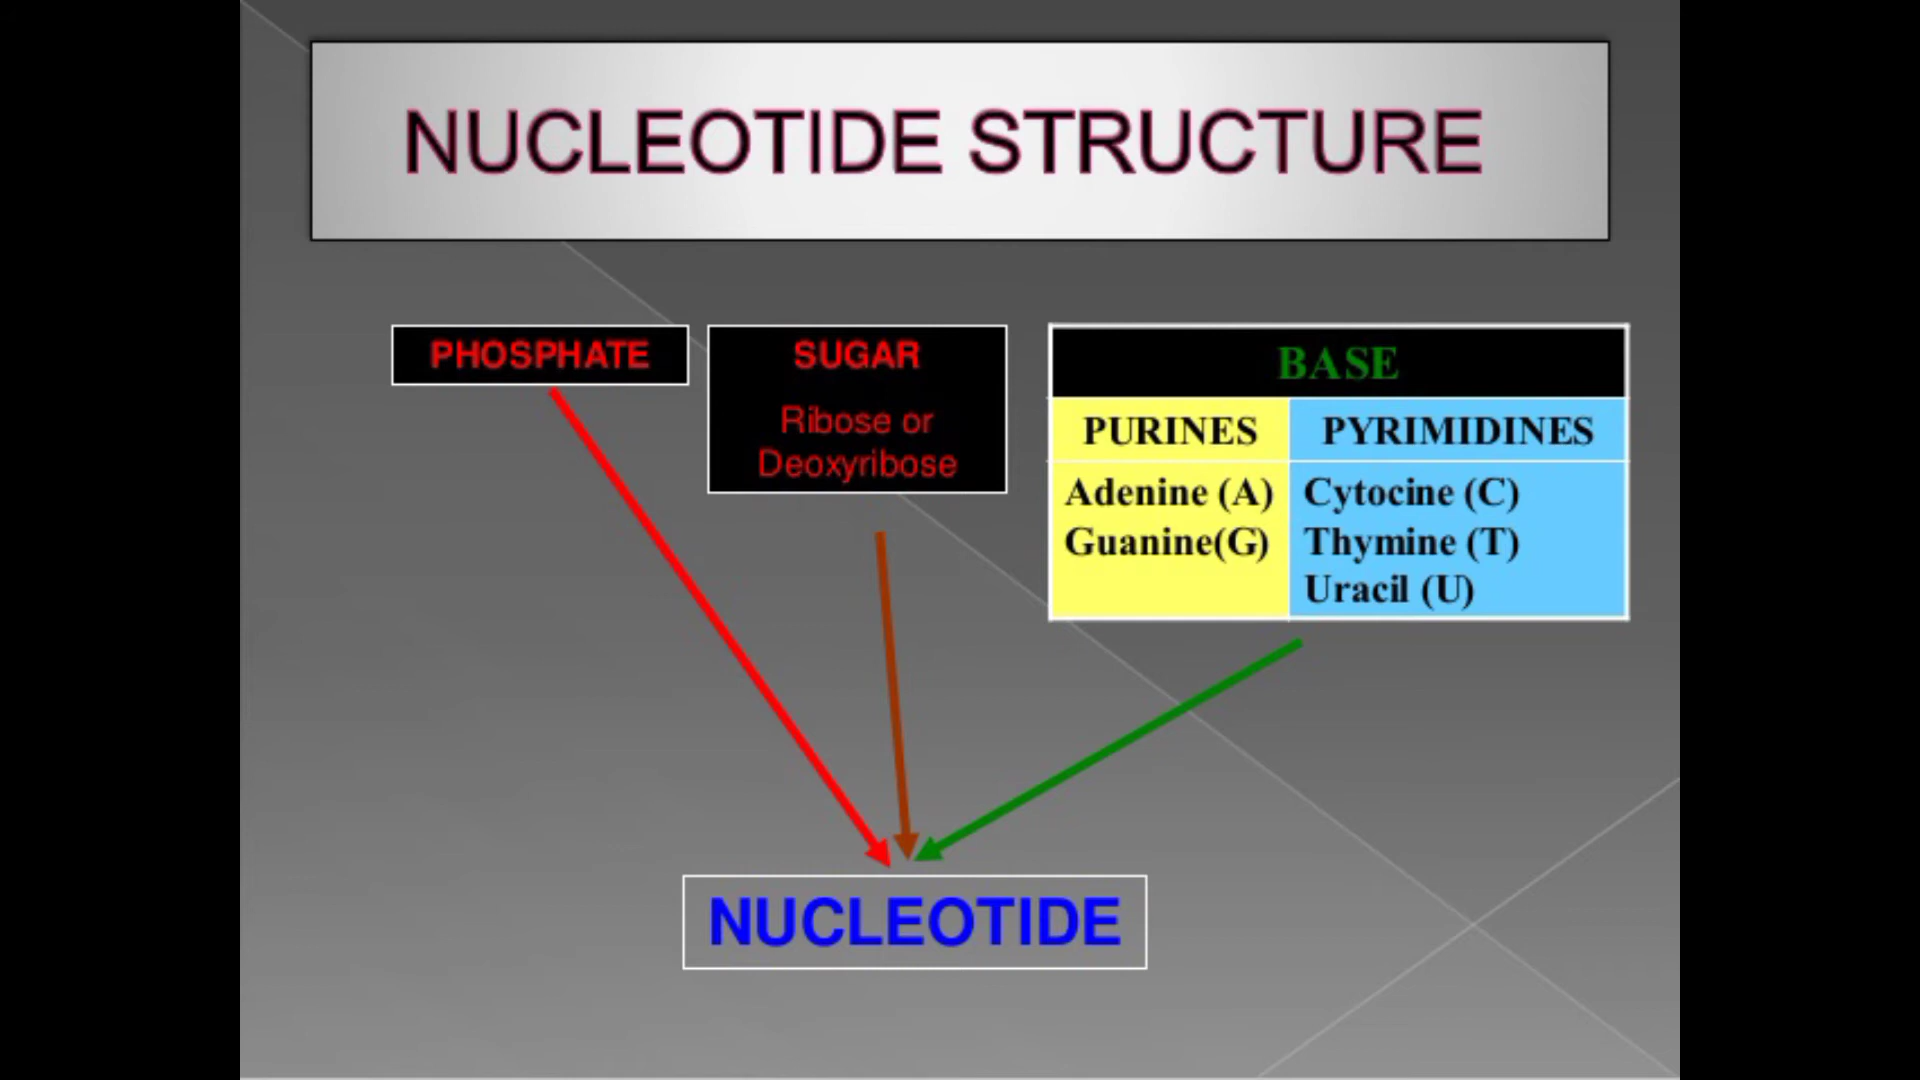 NUCLEOTIDE STRUCTURE
PHOSPHATE
SUGAR
Ribose or
Deoxyribose
BASE
PURINES
PYRIMIDINES
Adenine (A)
Guanine(G)
Cytocine (C)
Thymine (T)
Uracil (U)
NUCLEOTIDE